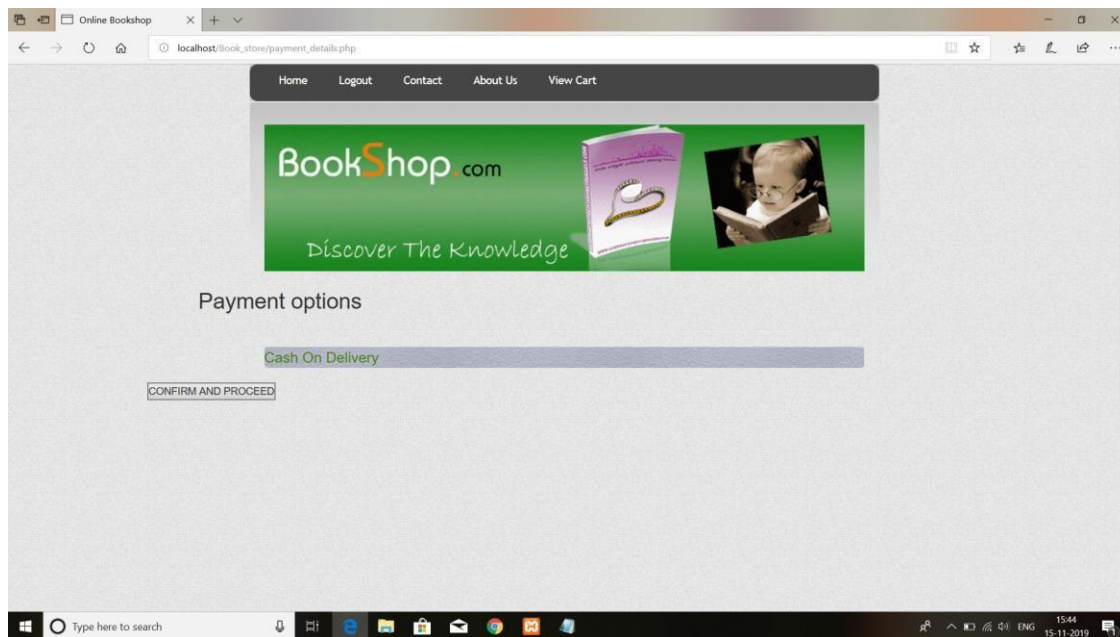 Online Bookshop
localhost/Book_store/payment_details.php
Home Logout Contact About Us View Cart
BookShop.com
Discover The Knowledge
Payment options
Cash On Delivery
CONFIRM AND PROCEED
Type here to search
ENG
15:44
15-11-2019